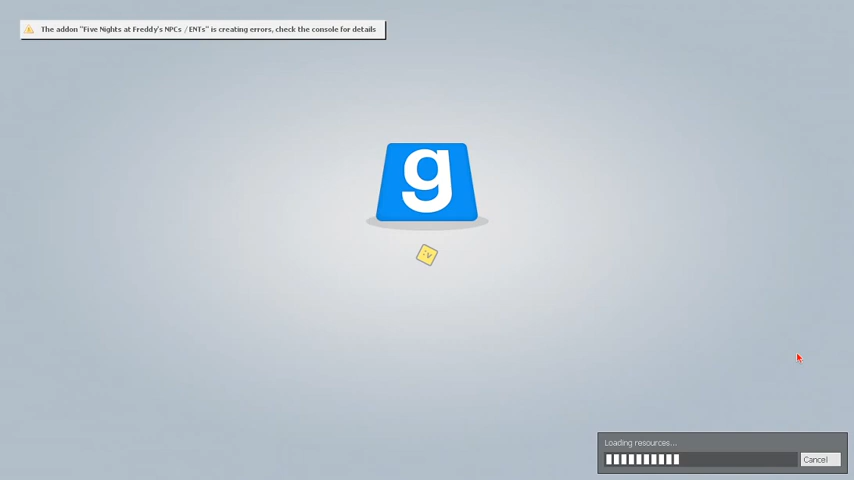 The addon "Five Nights at Freddy's NPCs / ENTs" is creating errors, check the console for details
g
:v
Loading resources...
Cancel